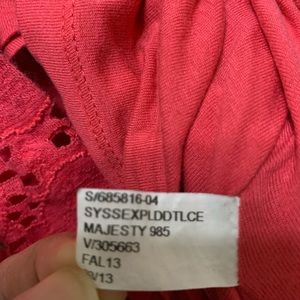 S/685816-04
SYSSEXPLDDTLCE
MAJESTY 985
V/305663
FAL13